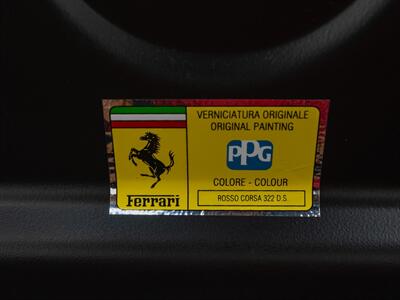 VERNICIATURA ORIGINALE
ORIGINAL PAINTING
PPG
COLORE - COLOUR
ROSSO CORSA 322 D.S.
Ferrari